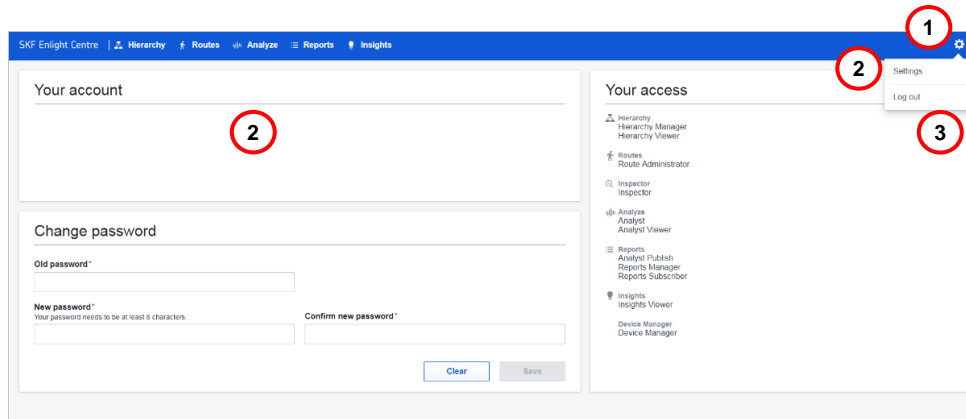 1
SKF Enlight Centre | Hierarchy Routes Analyze Reports Insights
2
Settings
Log out
3
Your account
2
Your access
Hierarchy
Hierarchy Manager
Hierarchy Viewer
Routes
Route Administrator
Inspector
Inspector
Analyze
Analyst
Analyst Viewer
Reports
Analyst Publish
Reports Manager
Reports Subscriber
Insights
Insights Viewer
Device Manager
Device Manager
Change password
Old password*
New password*
Your password needs to be at least 8 characters.
Confirm new password*
Clear Save